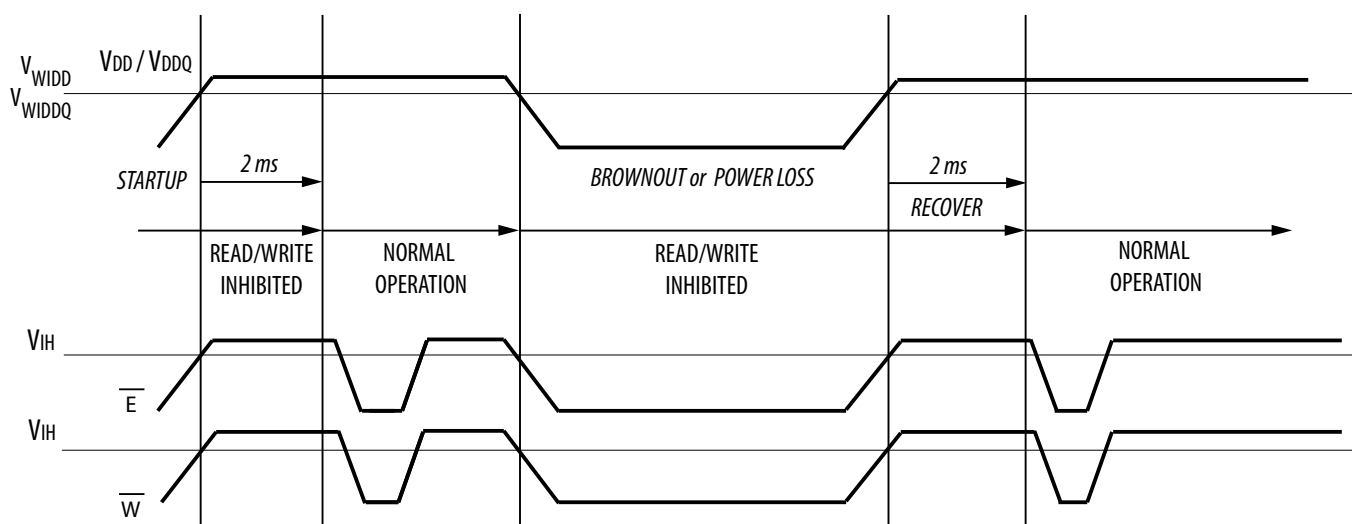 VWIDD
VDD / VDDQ
VWIDDQ
STARTUP
2 ms
BROWNOUT or POWER LOSS
2 ms
RECOVER
READ/WRITE
INHIBITED
NORMAL
OPERATION
READ/WRITE
INHIBITED
NORMAL
OPERATION
VIH
E
VIH
W